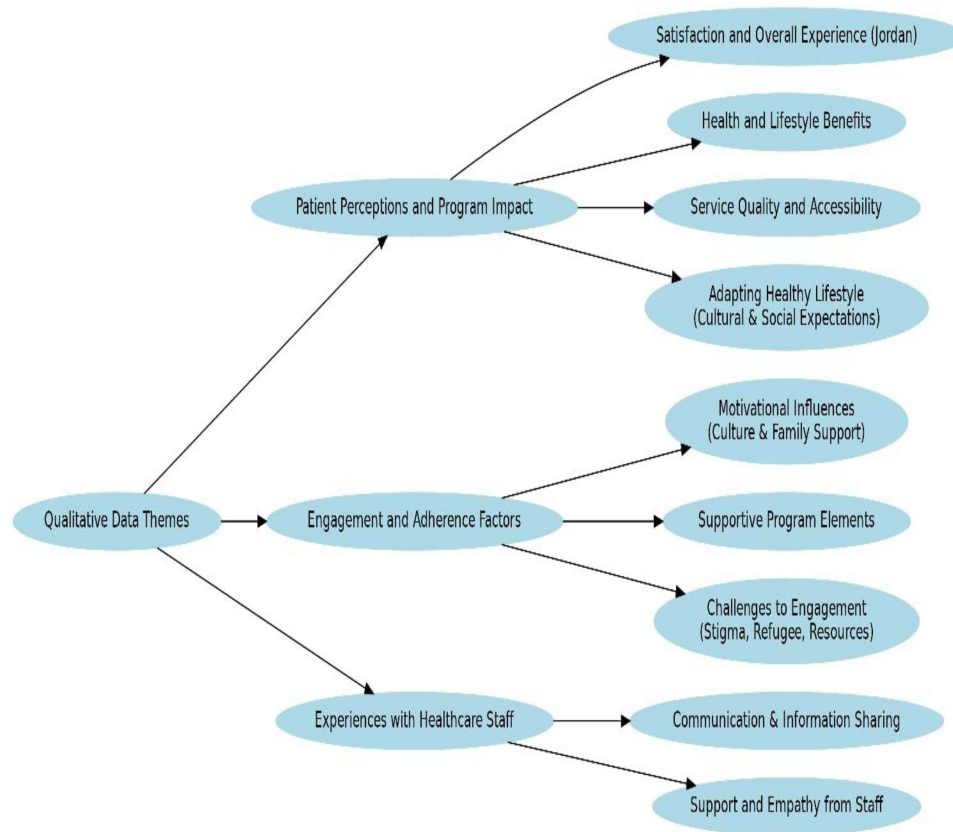 Satisfaction and Overall Experience (Jordan)
Health and Lifestyle Benefits
Patient Perceptions and Program Impact
Service Quality and Accessibility
Adapting Healthy Lifestyle
(Cultural & Social Expectations)
Motivational Influences
(Culture & Family Support)
Qualitative Data Themes
Engagement and Adherence Factors
Supportive Program Elements
Challenges to Engagement
(Stigma, Refugee, Resources)
Experiences with Healthcare Staff
Communication & Information Sharing
Support and Empathy from Staff